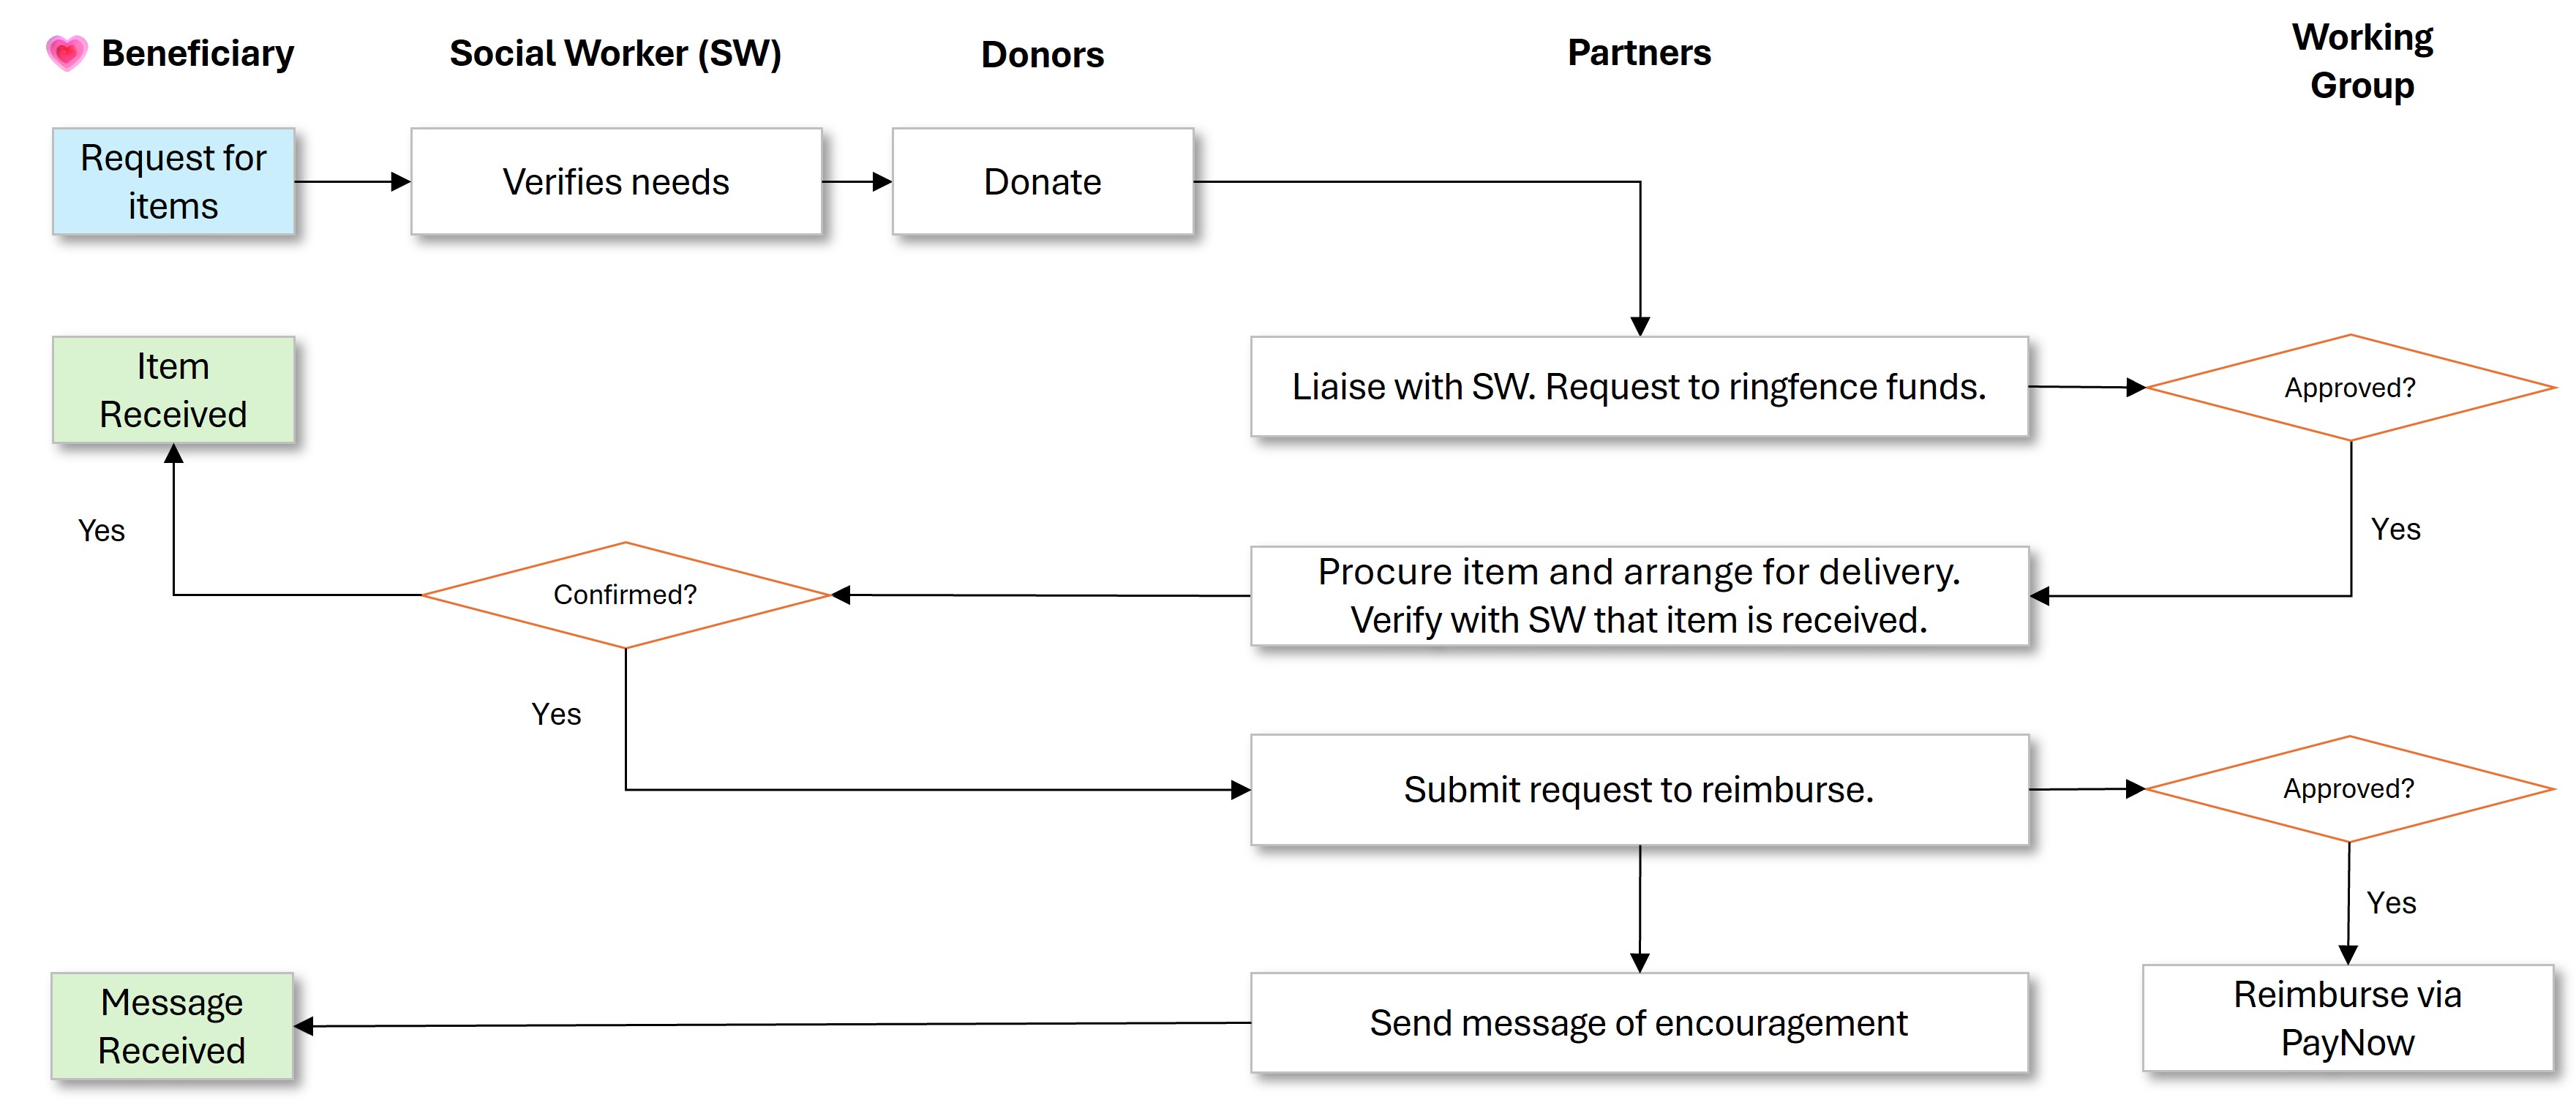 Beneficiary
Social Worker (SW)
Donors
Partners
Working
Group
Request for
items
Verifies needs
Donate
Item
Received
Liaise with SW. Request to ringfence funds.
Approved?
Yes
Yes
Confirmed?
Procure item and arrange for delivery.
Verify with SW that item is received.
Yes
Submit request to reimburse.
Approved?
Yes
Message
Received
Send message of encouragement
Reimburse via
PayNow